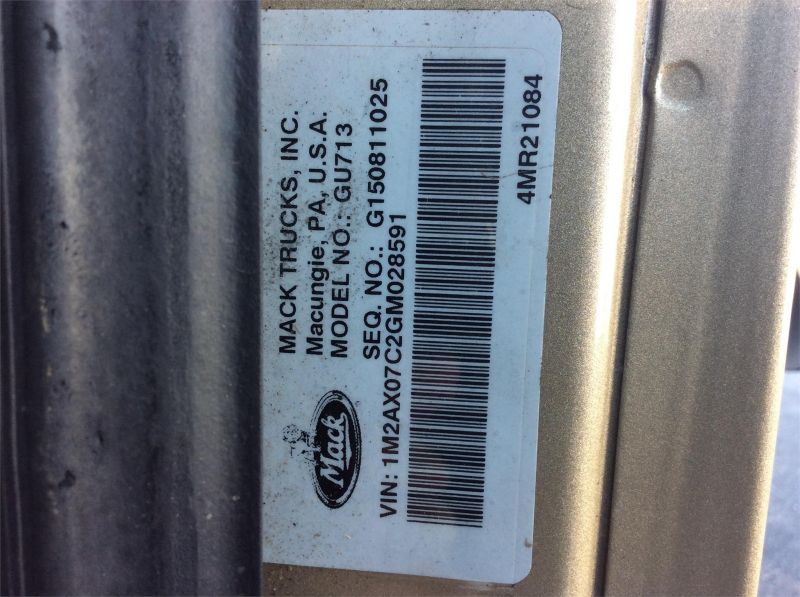 MACK TRUCKS, INC.
Macungie, PA, U.S.A.
MODEL NO.: GU713
SEQ. NO.: G150811025
Mack
VIN: 1M2AX07C2GM028591
4MR21084